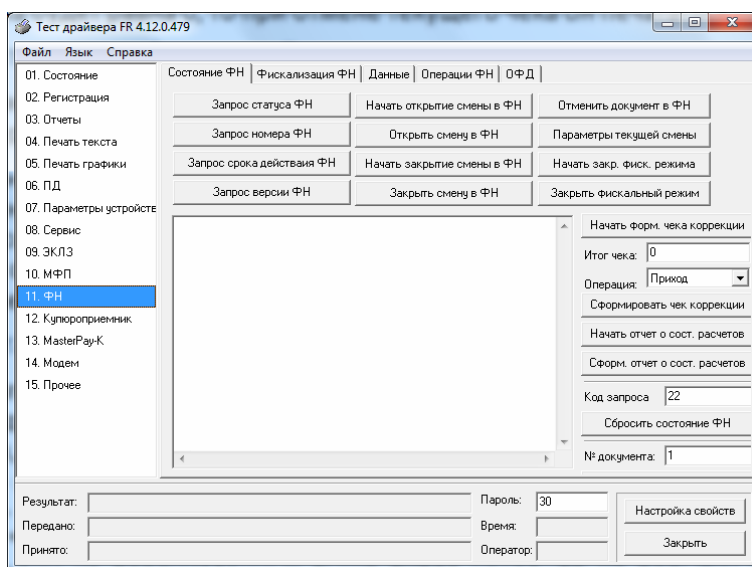 Тест драйвера FR 4.12.0.479
Файл Язык Справка
01. Состояние
02. Регистрация
03. Отчеты
04. Печать текста
05. Печать графики
06. ПД
07. Параметры устройств
08. Сервис
09. ЭКЛЗ
10. МФП
11. ФН
12. Купюроприемник
13. MasterPay-K
14. Модем
15. Прочее
Состояние ФН Фискализация ФН Данные Операции ФН ОФД
Запрос статуса ФН Начать открытие смены в ФН Отменить документ в ФН
Запрос номера ФН Открыть смену в ФН Параметры текущей смены
Запрос срока действаия ФН Начать закрытие смены в ФН Начать закр. фиск. режима
Запрос версии ФН Закрыть смену в ФН Закрыть фискальный режим
Начать форм. чека коррекции
Итог чека: 0
Операция: Приход
Сформировать чек коррекции
Начать отчет о сост. расчетов
Сформ. отчет о сост. расчетов
Код запроса 22
Сбросить состояние ФН
№ документа: 1
Результат: Пароль: 30 Настройка свойств
Передано: Время:
Принято: Оператор: Закрыть